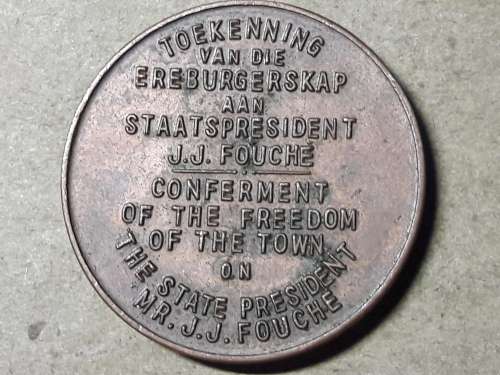 TOEKENNING
VAN DIE
EREBURGERSKAP
AAN
STAATSPRESIDENT
J.J. FOUCHÉ
CONFERMENT
OF THE FREEDOM
OF THE TOWN
ON
THE STATE PRESIDENT
MR. J.J. FOUCHÉ